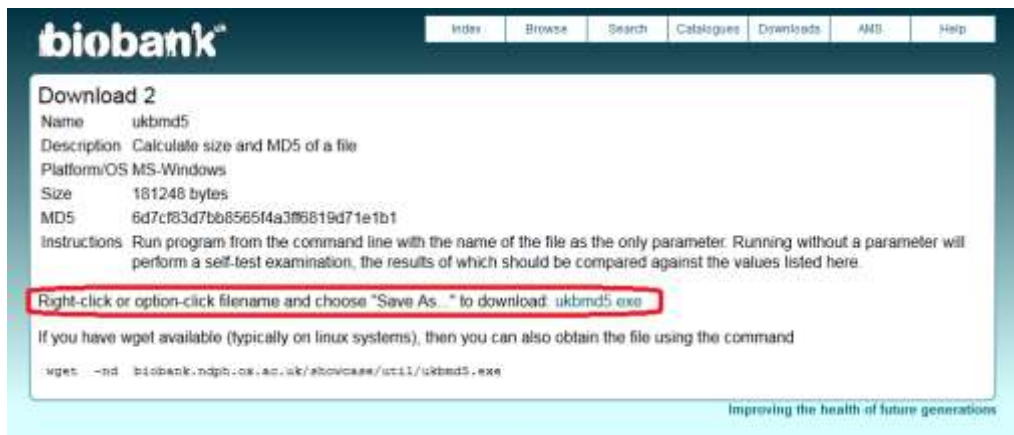 biobank uk
Index Browse Search Catalogues Downloads AMS Help
Download 2
Name ukbmd5
Description Calculate size and MD5 of a file
Platform/OS MS-Windows
Size 181248 bytes
MD5 6d7cf83d7bb8565f4a3ff6819d71e1b1
Instructions Run program from the command line with the name of the file as the only parameter. Running without a parameter will
perform a self-test examination, the results of which should be compared against the values listed here.
Right-click or option-click filename and choose "Save As..." to download: ukbmd5.exe
If you have wget available (typically on linux systems), then you can also obtain the file using the command
wget -nd biobank.ndph.ox.ac.uk/showcase/util/ukbmd5.exe
Improving the health of future generations